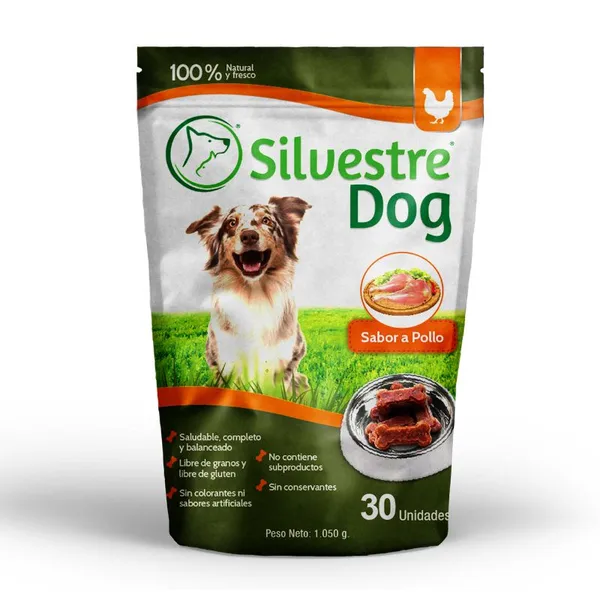 100% Natural
y fresco
Silvestre®
Dog
Sabor a Pollo
Saludable, completo
y balanceado
Libre de granos y
libre de gluten
Sin colorantes ni
sabores artificiales
No contiene
subproductos
Sin conservantes
30 Unidades
Peso Neto: 1.050 g.